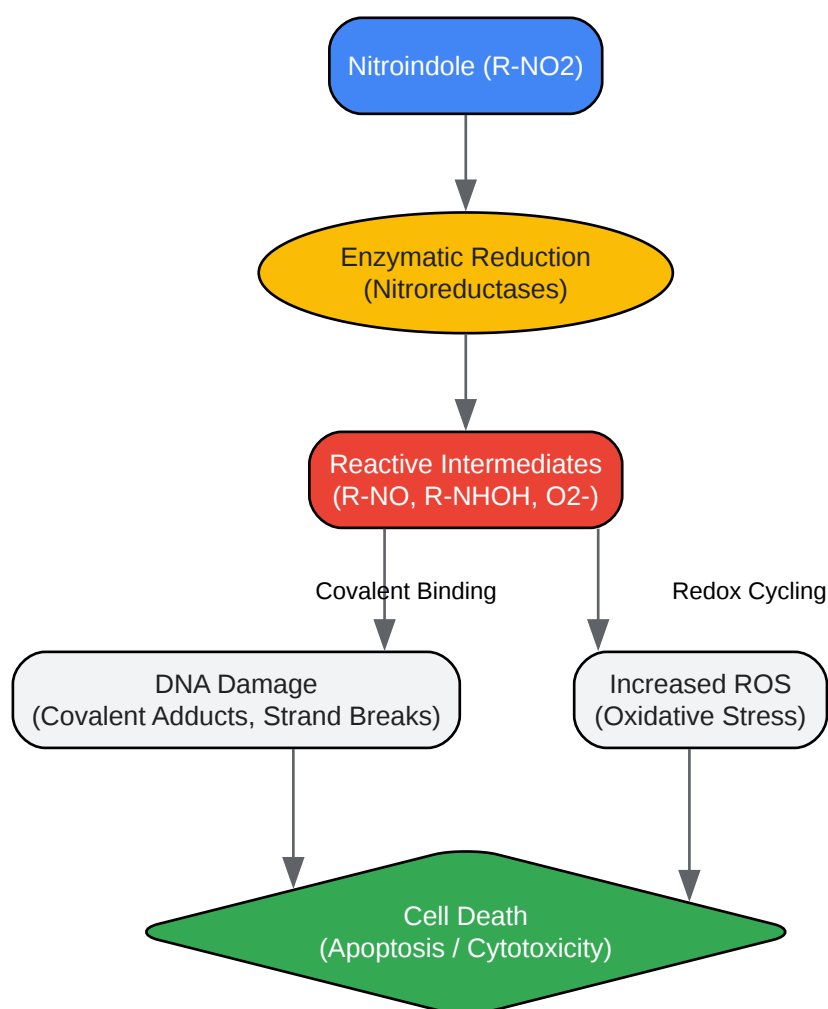 Nitroindole (R-NO2)
Enzymatic Reduction
(Nitroreductases)
Reactive Intermediates
(R-NO, R-NHOH, O2-)
Covalent Binding
Redox Cycling
DNA Damage
(Covalent Adducts, Strand Breaks)
Increased ROS
(Oxidative Stress)
Cell Death
(Apoptosis / Cytotoxicity)